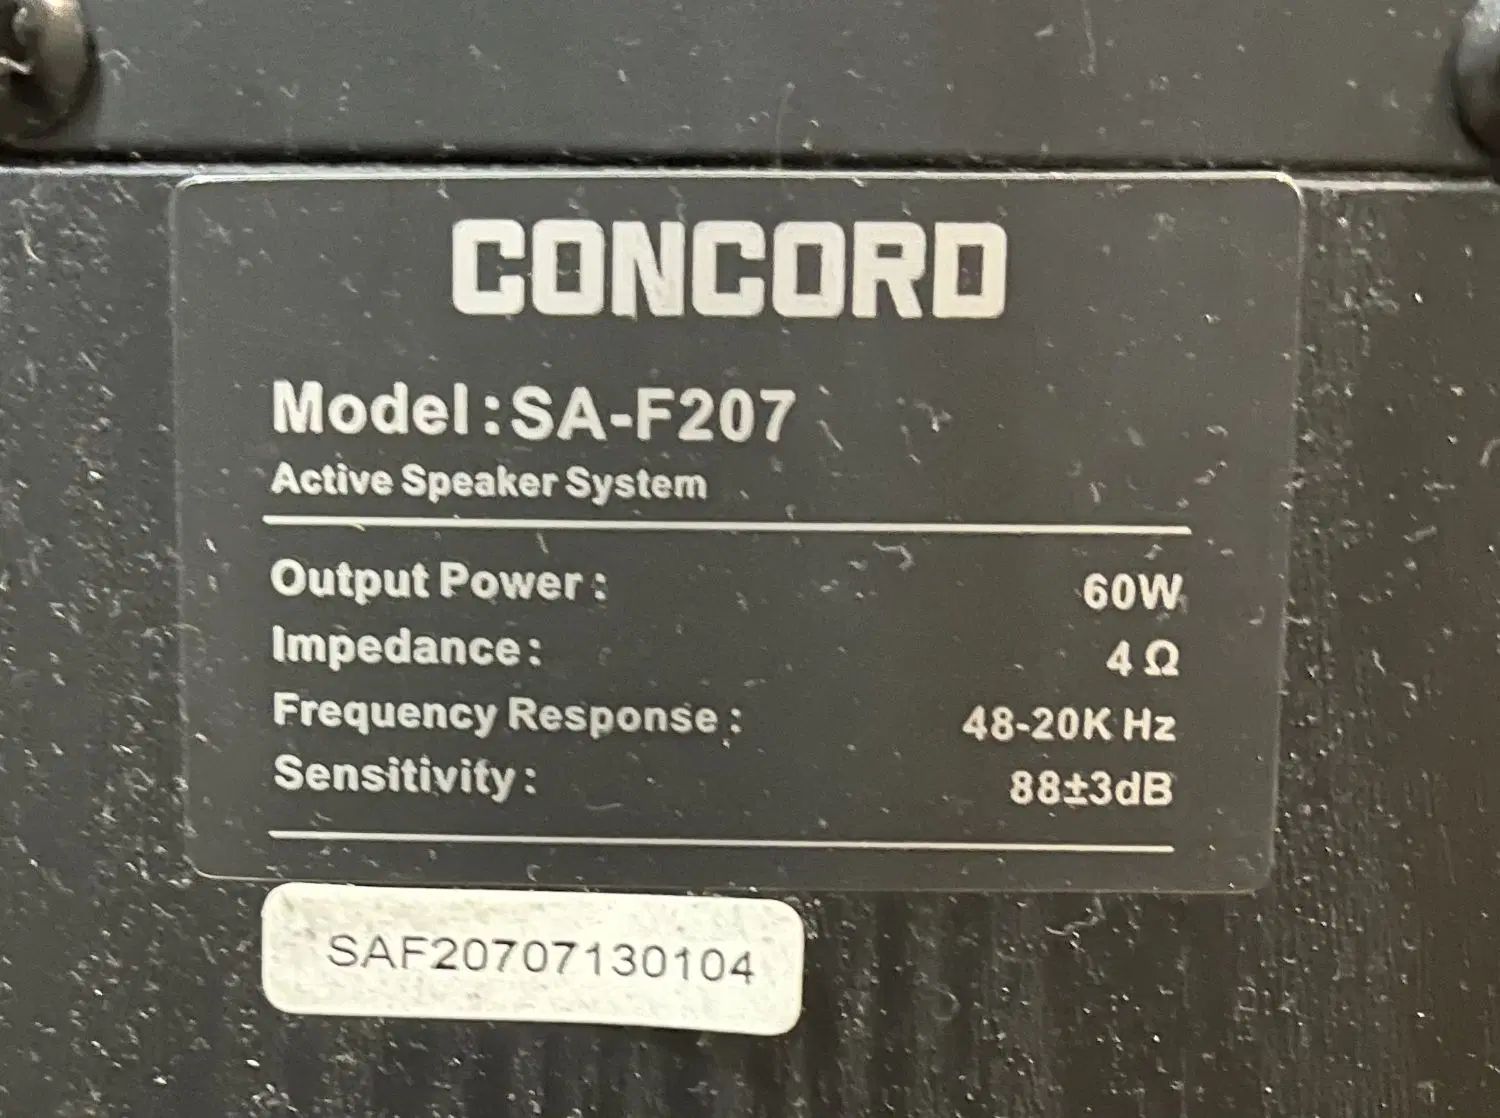 CONCORD
Model:SA-F207
Active Speaker System
Output Power: 60W
Impedance: 4 Ω
Frequency Response: 48-20K Hz
Sensitivity: 88±3dB
SAF20707130104